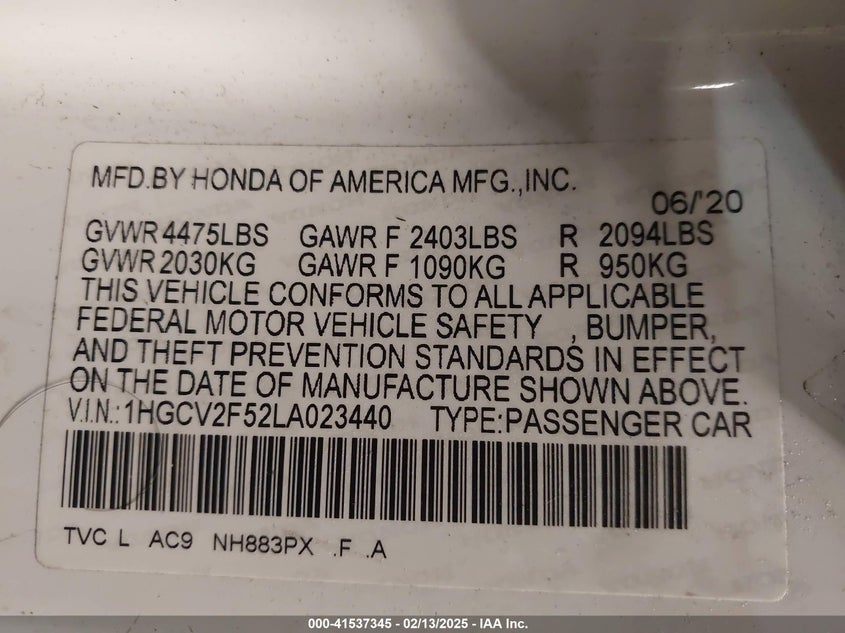 MFD.BY HONDA OF AMERICA MFG.,INC.
06/'20
GVWR 4475LBS GAWR F 2403LBS R 2094LBS
GVWR 2030KG GAWR F 1090KG R 950KG
THIS VEHICLE CONFORMS TO ALL APPLICABLE
FEDERAL MOTOR VEHICLE SAFETY , BUMPER,
AND THEFT PREVENTION STANDARDS IN EFFECT
ON THE DATE OF MANUFACTURE SHOWN ABOVE.
V.I.N.:1HGCV2F52LA023440 TYPE:PASSENGER CAR
TVC L AC9 NH883PX .F .A
000-41537345 - 02/13/2025 - IAA Inc.